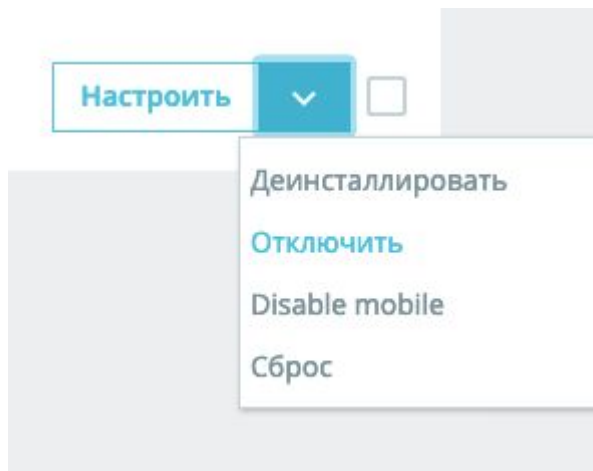 Настроить
Деинсталлировать
Отключить
Disable mobile
Сброс